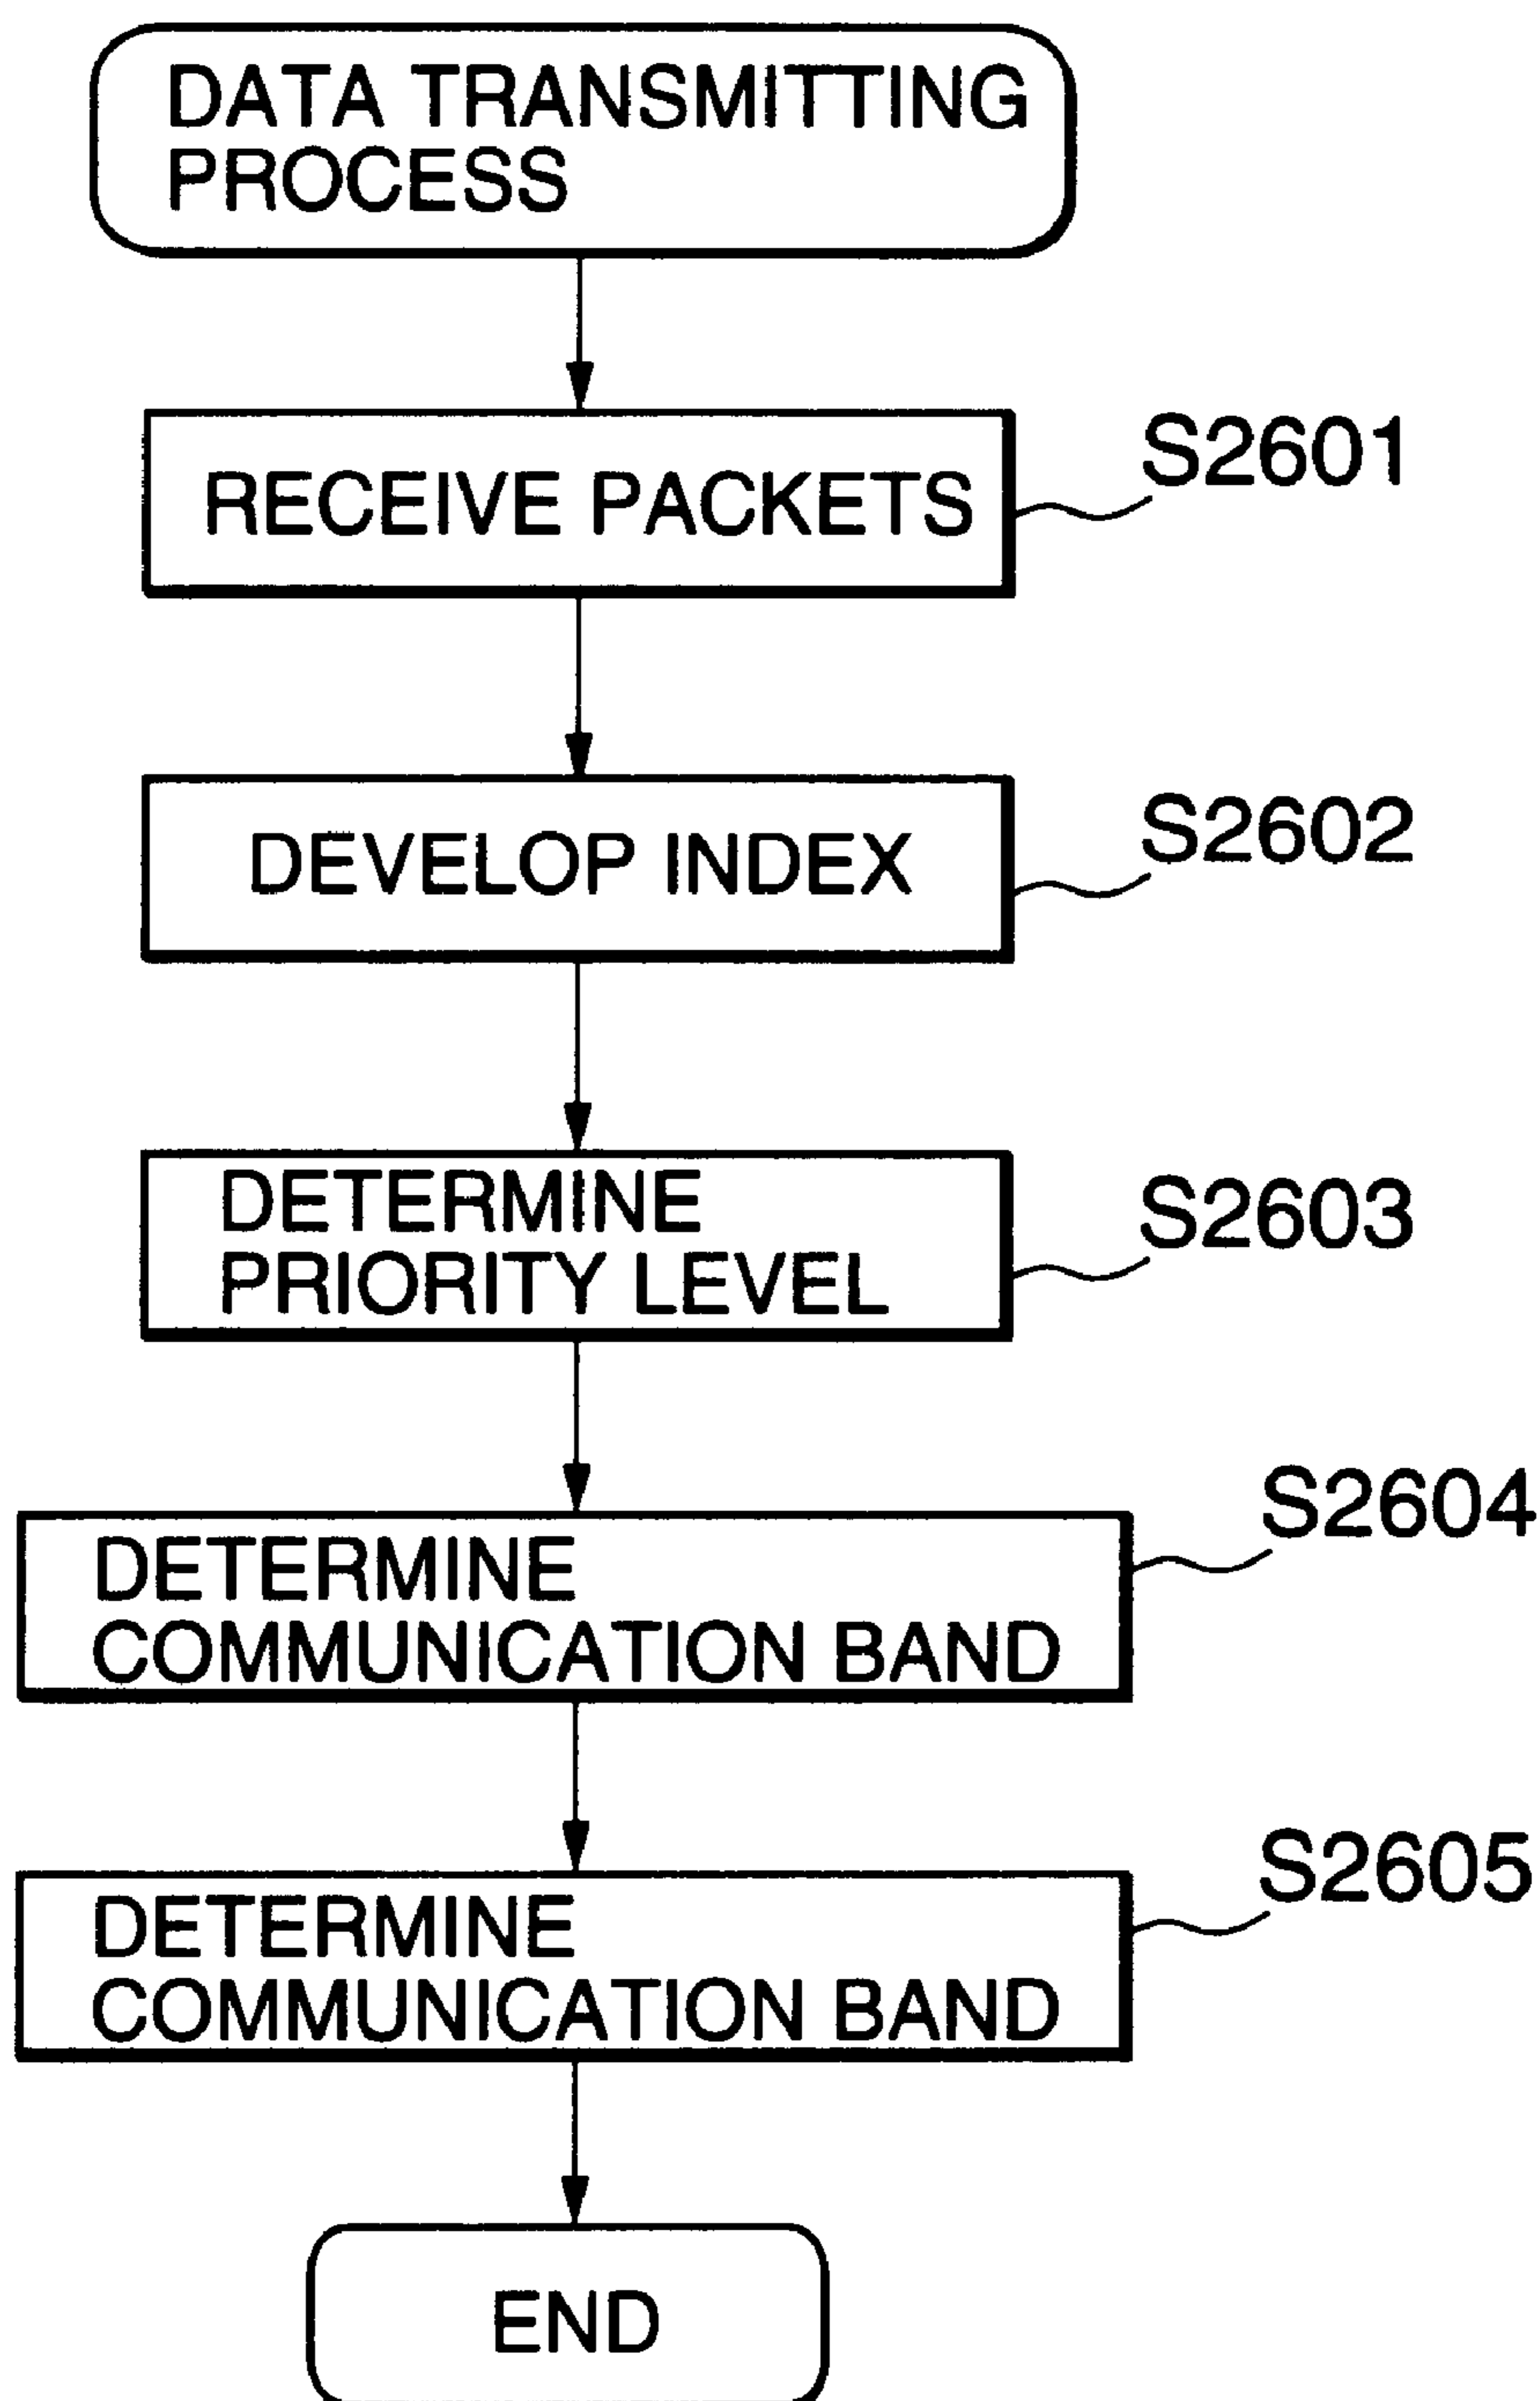 DATA TRANSMITTING
PROCESS
RECEIVE PACKETS
S2601
DEVELOP INDEX
S2602
DETERMINE
PRIORITY LEVEL
S2603
DETERMINE
COMMUNICATION BAND
S2604
DETERMINE
COMMUNICATION BAND
S2605
END